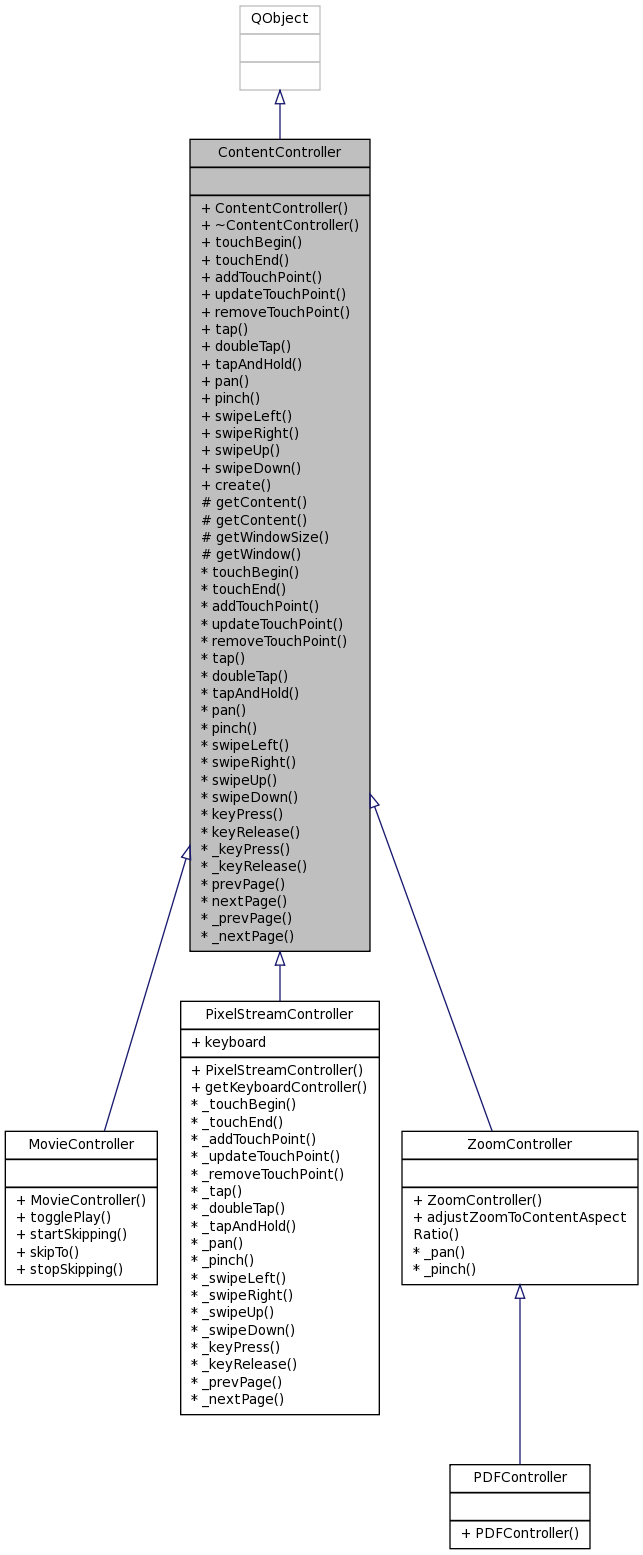 QObject
ContentController
+ ContentController()
+ ~ContentController()
+ touchBegin()
+ touchEnd()
+ addTouchPoint()
+ updateTouchPoint()
+ removeTouchPoint()
+ tap()
+ doubleTap()
+ tapAndHold()
+ pan()
+ pinch()
+ swipeLeft()
+ swipeRight()
+ swipeUp()
+ swipeDown()
+ create()
# getContent()
# getContent()
# getWindowSize()
# getWindow()
* touchBegin()
* touchEnd()
* addTouchPoint()
* updateTouchPoint()
* removeTouchPoint()
* tap()
* doubleTap()
* tapAndHold()
* pan()
* pinch()
* swipeLeft()
* swipeRight()
* swipeUp()
* swipeDown()
* keyPress()
* keyRelease()
* _keyPress()
* _keyRelease()
* prevPage()
* nextPage()
* _prevPage()
* _nextPage()
MovieController
+ MovieController()
+ togglePlay()
+ startSkipping()
+ skipTo()
+ stopSkipping()
PixelStreamController
+ keyboard
+ PixelStreamController()
+ getKeyboardController()
* _touchBegin()
* _touchEnd()
* _addTouchPoint()
* _updateTouchPoint()
* _removeTouchPoint()
* _tap()
* _doubleTap()
* _tapAndHold()
* _pan()
* _pinch()
* _swipeLeft()
* _swipeRight()
* _swipeUp()
* _swipeDown()
* _keyPress()
* _keyRelease()
* _prevPage()
* _nextPage()
ZoomController
+ ZoomController()
+ adjustZoomToContentAspect
Ratio()
* _pan()
* _pinch()
PDFController
+ PDFController()